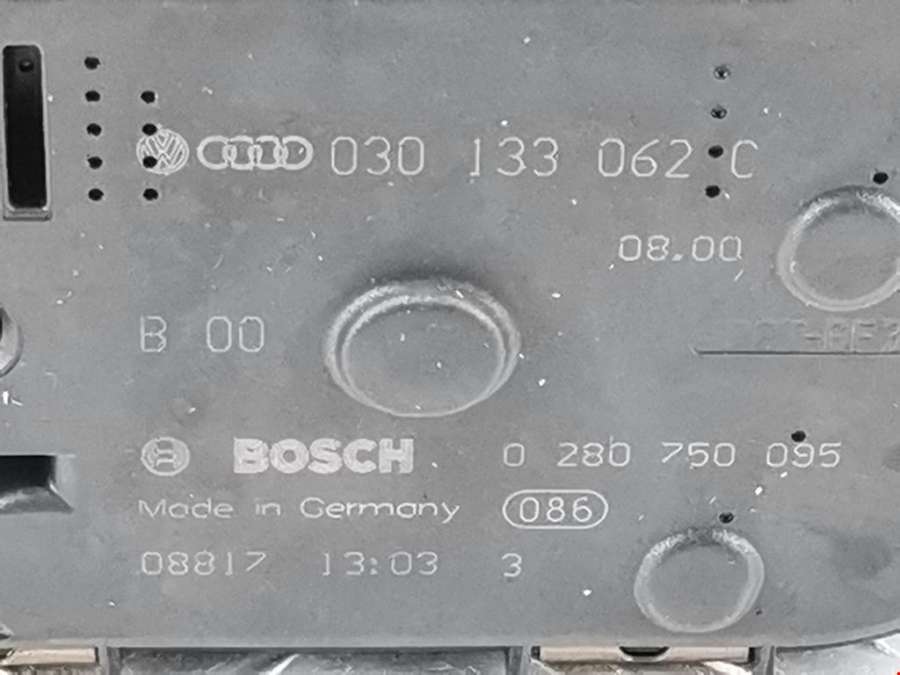 030 133 062 C
08.00
B 00
BOSCH 0 280 750 095
Made in Germany 086
08817 13:03 3